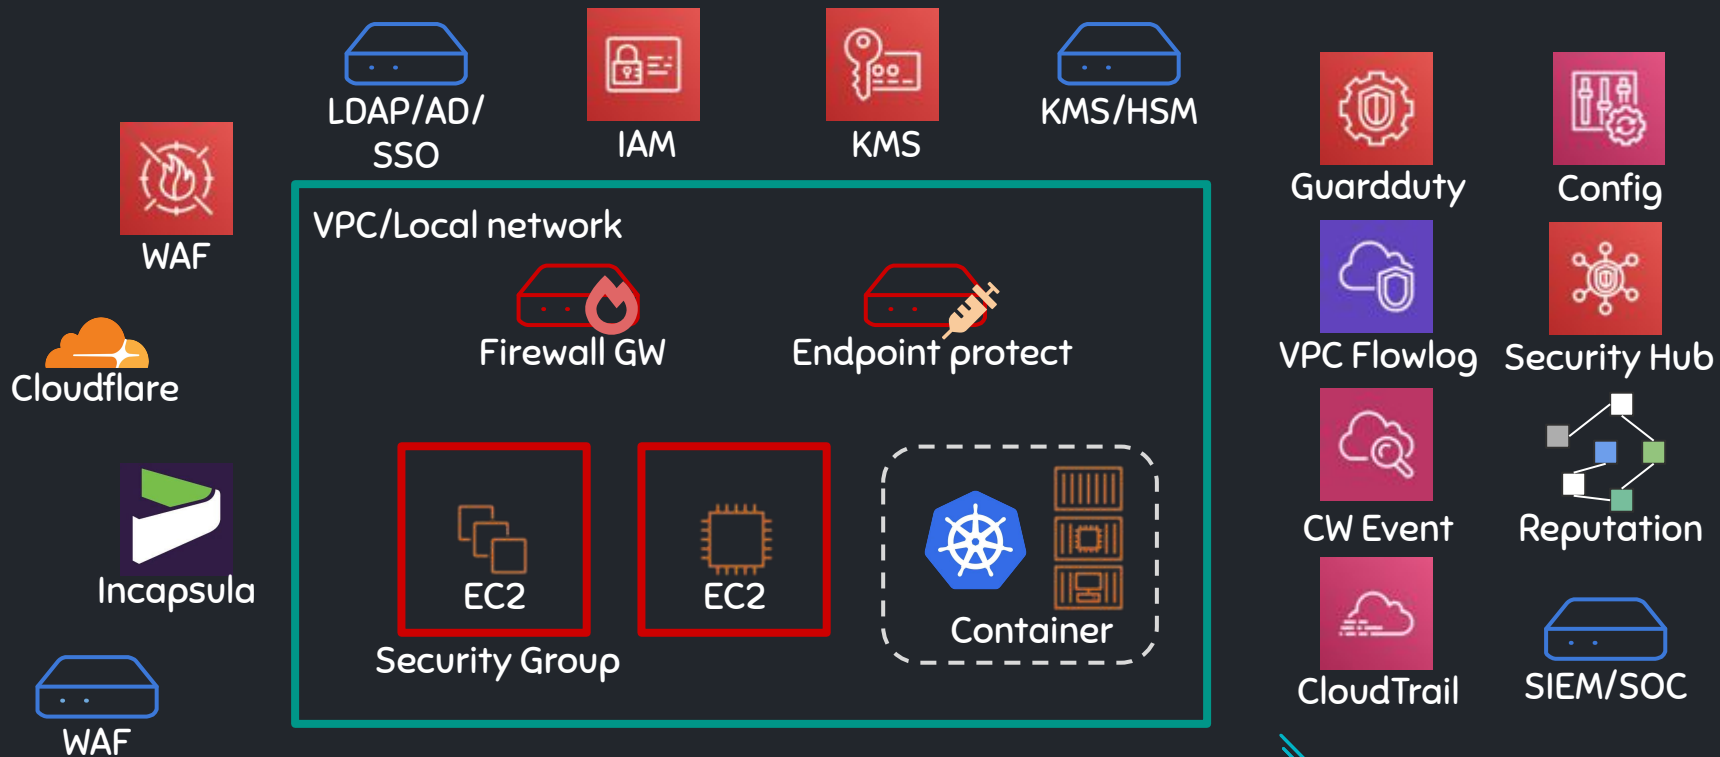 LDAP/AD/
SSO
IAM
KMS
KMS/HSM
WAF
Cloudflare
Incapsula
WAF
VPC/Local network
Firewall GW
Endpoint protect
EC2
EC2
Security Group
Container
Guardduty
Config
VPC Flowlog
Security Hub
CW Event
Reputation
CloudTrail
SIEM/SOC